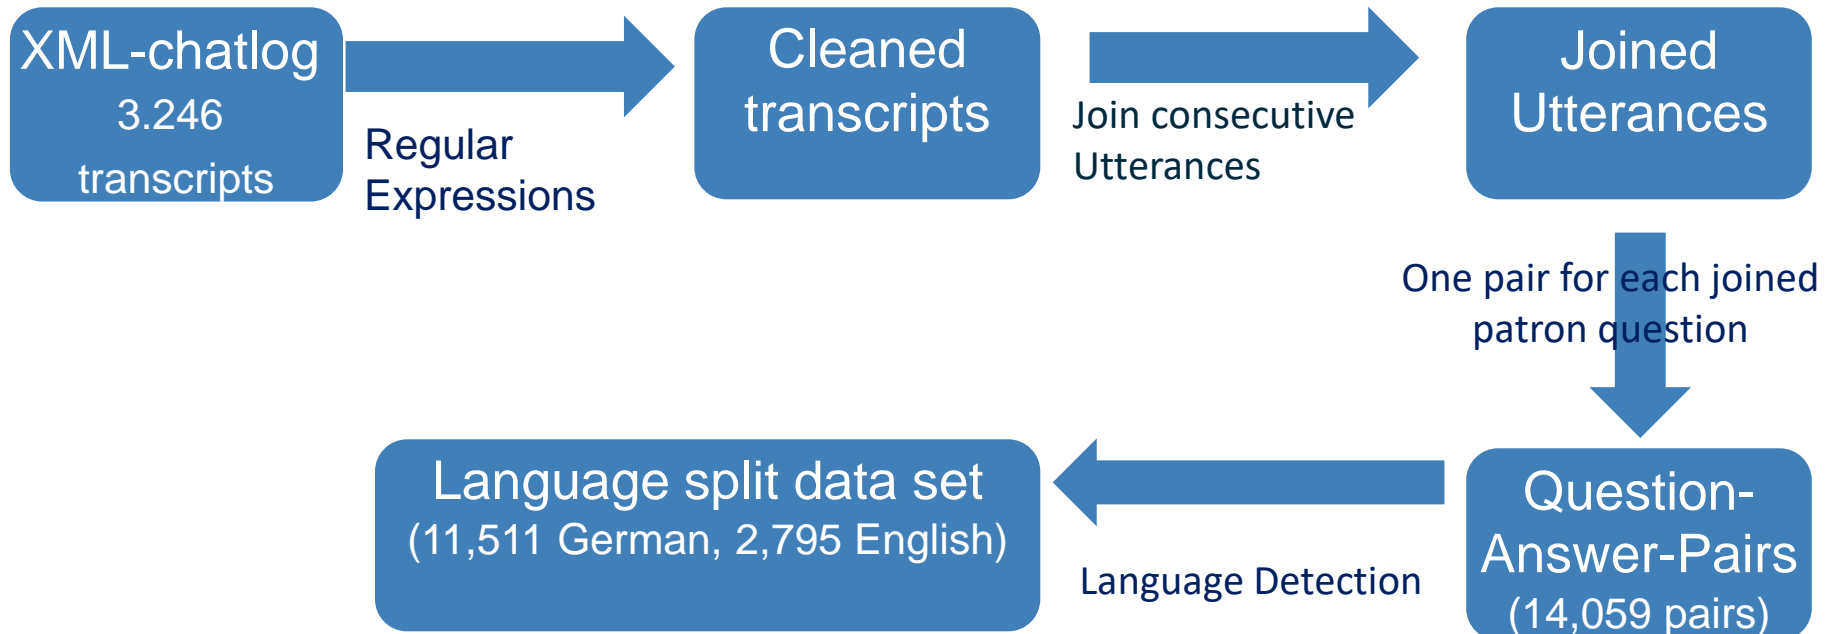 XML-chatlog
3.246
transcripts
Regular
Expressions
Cleaned
transcripts
Join consecutive
Utterances
Joined
Utterances
One pair for each joined
patron question
Question-
Answer-Pairs
(14,059 pairs)
Language Detection
Language split data set
(11,511 German, 2,795 English)